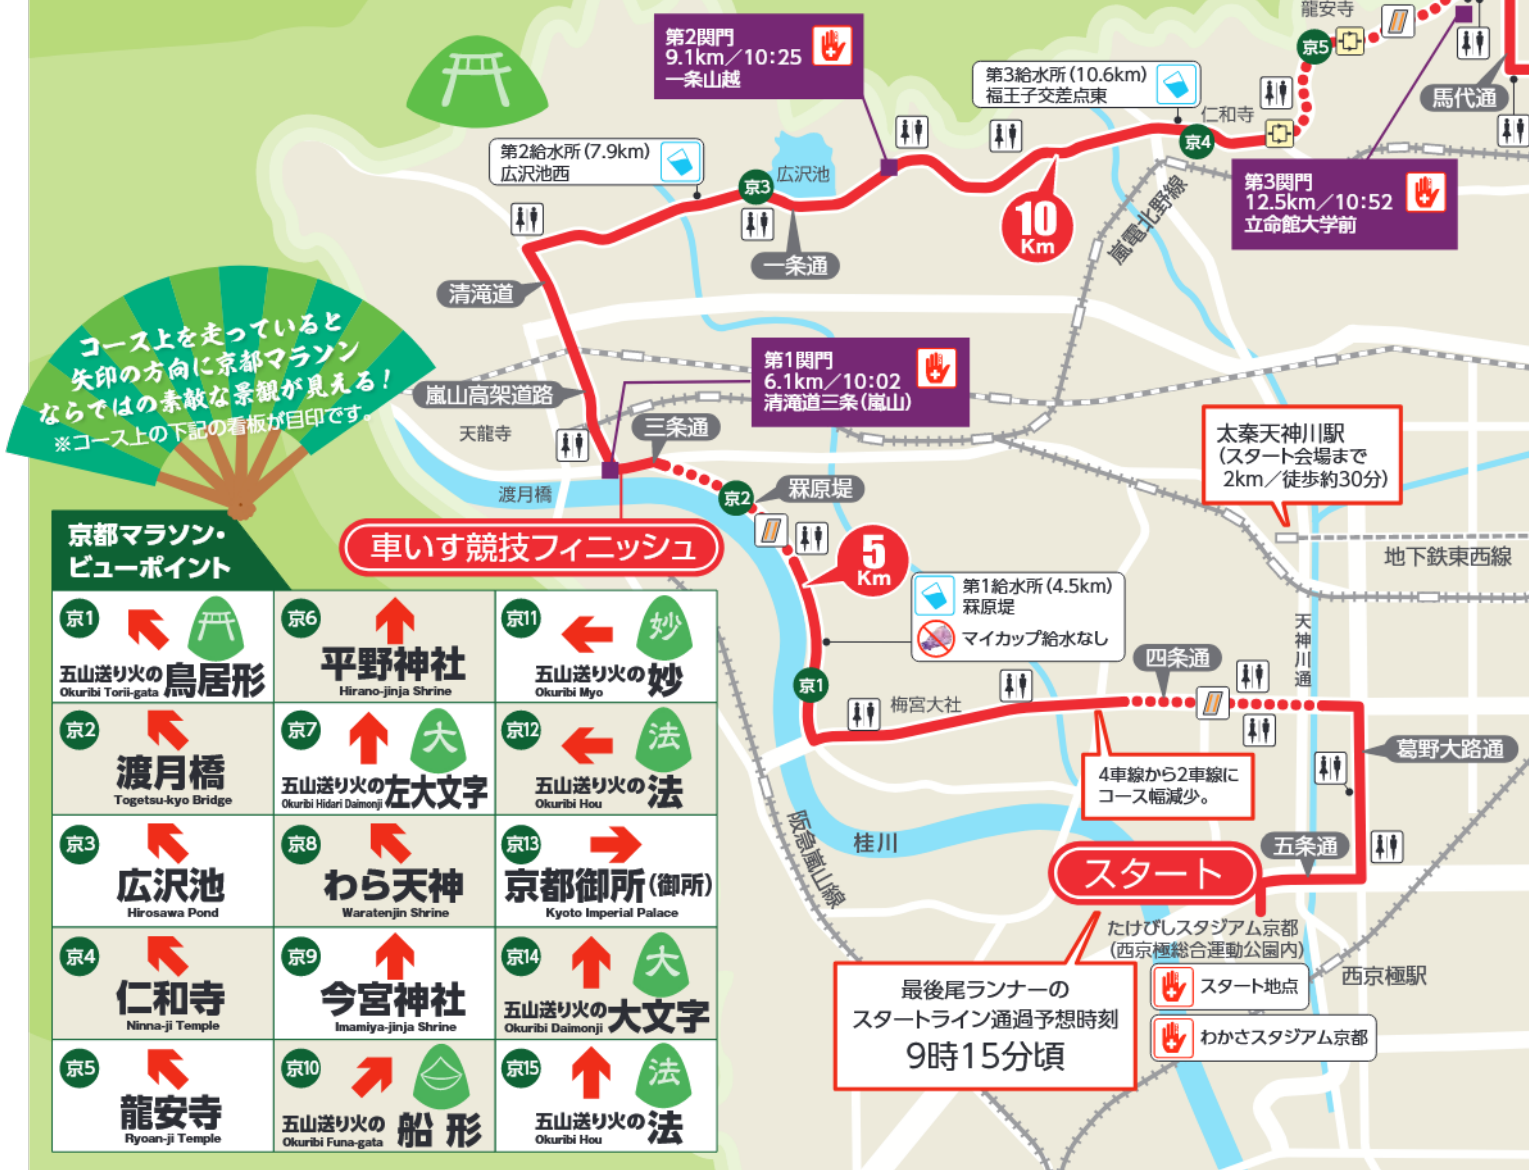 龍安寺
京5
馬代通
第2関門
9.1km／10:25
一条山越
第3給水所(10.6km)
福王子交差点東
仁和寺
京4
第2給水所(7.9km)
広沢池西
京3
広沢池
10
Km
嵐電北野線
第3関門
12.5km／10:52
立命館大学前
一条通
清滝道
コース上を走っていると
矢印の方向に京都マラソン
ならではの素敵な景観が見える!
※コース上の下記の看板が目印です。
第1関門
6.1km／10:02
清滝道三条(嵐山)
嵐山高架道路
天龍寺
三条通
太秦天神川駅
(スタート会場まで
2km／徒歩約30分)
渡月橋
京2
罧原堤
車いす競技フィニッシュ
5
Km
地下鉄東西線
第1給水所(4.5km)
罧原堤
マイカップ給水なし
天神川通
四条通
京1
梅宮大社
葛野大路通
4車線から2車線に
コース幅減少。
阪急嵐山線
桂川
五条通
スタート
たけびしスタジアム京都
(西京極総合運動公園内)
西京極駅
スタート地点
わかさスタジアム京都
最後尾ランナーの
スタートライン通過予想時刻
9時15分頃
京都マラソン・
ビューポイント
京1
五山送り火の鳥居形
Okuribi Torii-gata
京6
平野神社
Hirano-jinja Shrine
京11
妙
五山送り火の妙
Okuribi Myo
京2
渡月橋
Togetsu-kyo Bridge
京7
大
五山送り火の左大文字
Okuribi Hidari Daimonji
京12
法
五山送り火の法
Okuribi Hou
京3
広沢池
Hirosawa Pond
京8
わら天神
Waratenjin Shrine
京13
京都御所(御所)
Kyoto Imperial Palace
京4
仁和寺
Ninna-ji Temple
京9
今宮神社
Imamiya-jinja Shrine
京14
大
五山送り火の大文字
Okuribi Daimonji
京5
龍安寺
Ryoan-ji Temple
京10
五山送り火の船形
Okuribi Funa-gata
京15
法
五山送り火の法
Okuribi Hou